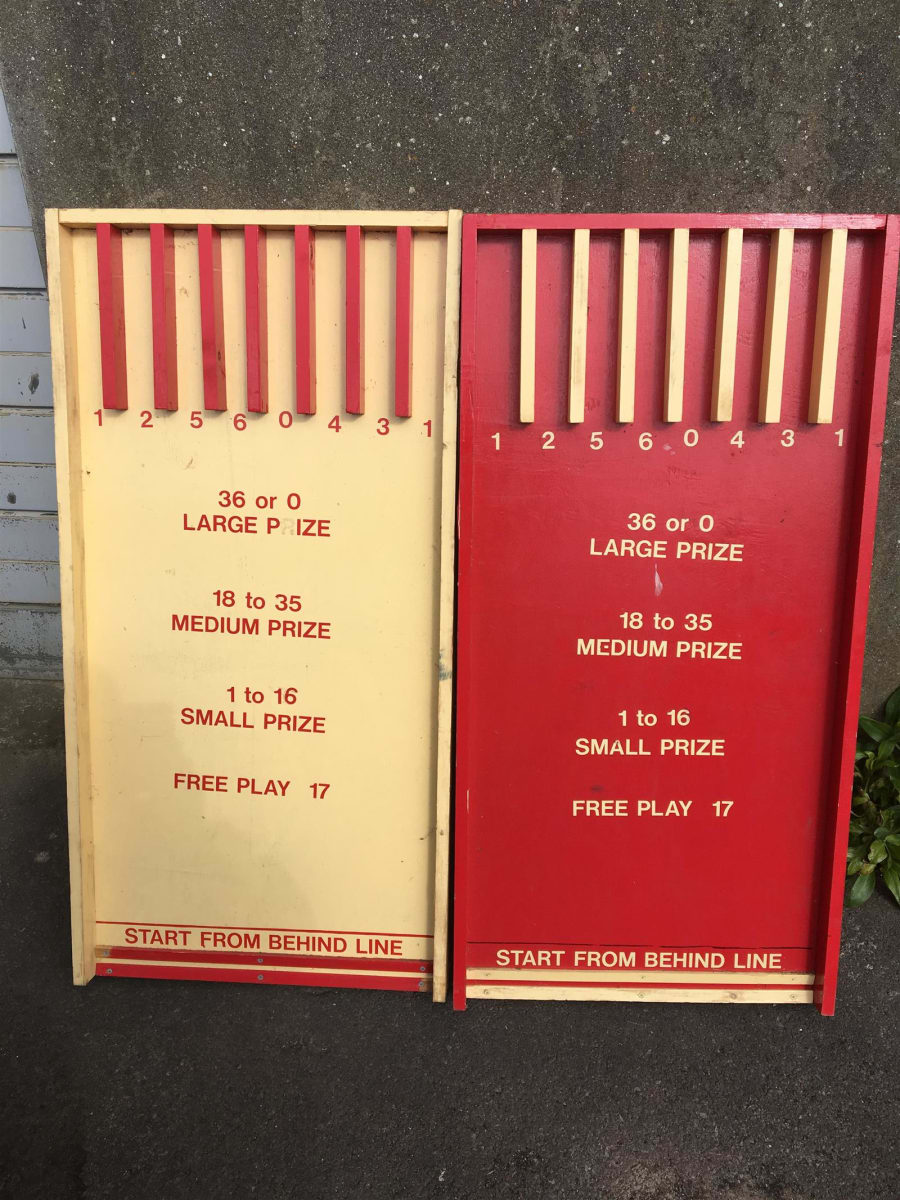 1 2 5 6 0 4 3 1
36 or 0
LARGE PRIZE
18 to 35
MEDIUM PRIZE
1 to 16
SMALL PRIZE
FREE PLAY 17
START FROM BEHIND LINE
1 2 5 6 0 4 3 1
36 or 0
LARGE PRIZE
18 to 35
MEDIUM PRIZE
1 to 16
SMALL PRIZE
FREE PLAY 17
START FROM BEHIND LINE